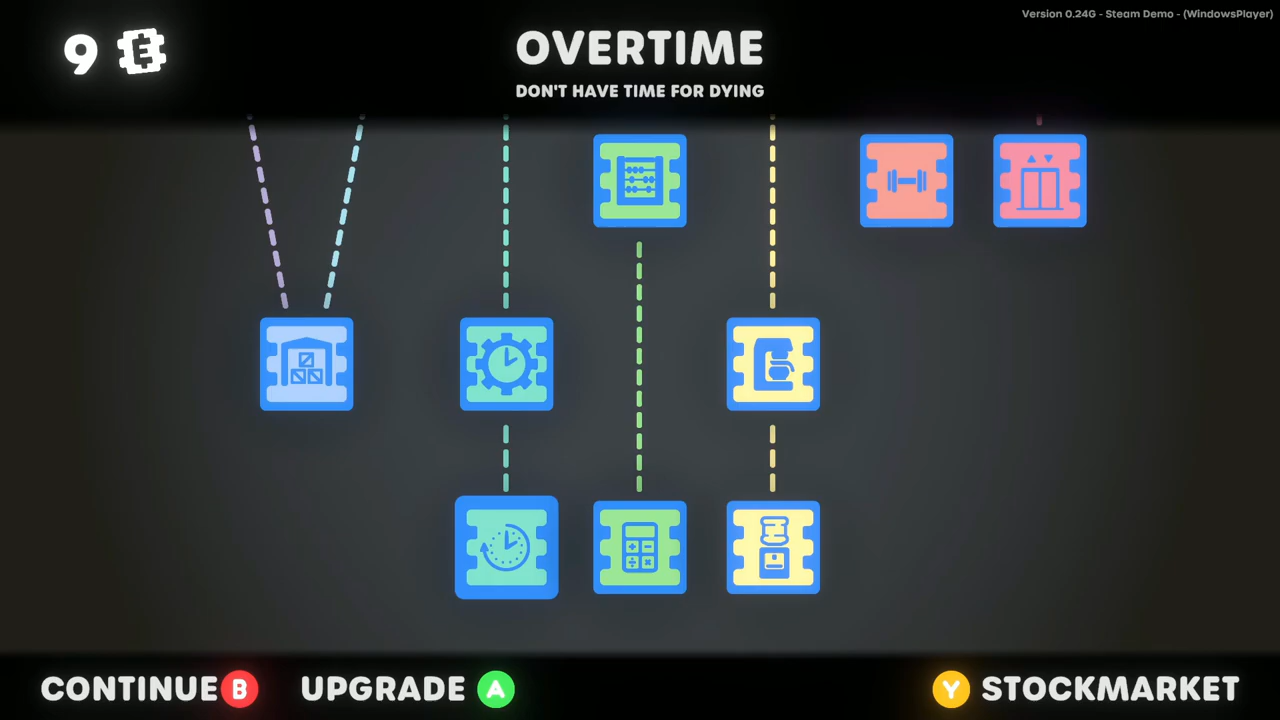 Version 0.24G - Steam Demo - (WindowsPlayer)
9 E
OVERTIME
DON'T HAVE TIME FOR DYING
CONTINUE B UPGRADE A Y STOCKMARKET